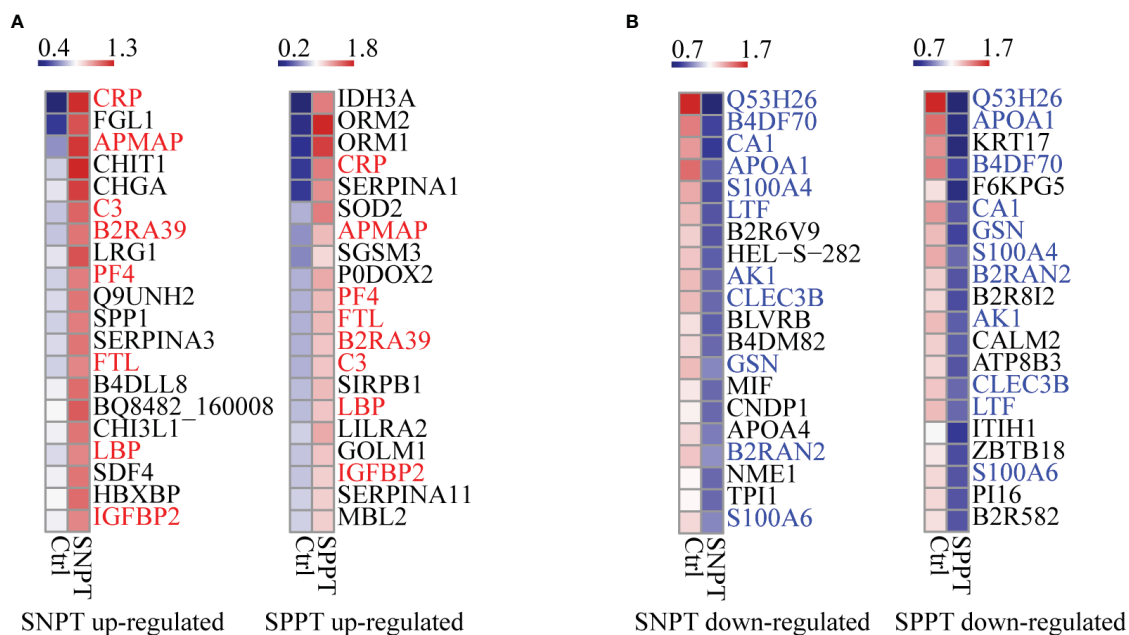 A
0.4 1.3
CRP
FGL1
APMAP
CHIT1
CHGA
C3
B2RA39
LRG1
PF4
Q9UNH2
SPP1
SERPINA3
FTL
B4DLL8
BQ8482_160008
CHI3L1
LBP
SDF4
HBXBP
IGFBP2
Ctrl
SNPT
SNPT up-regulated
0.2 1.8
IDH3A
ORM2
ORM1
CRP
SERPINA1
SOD2
APMAP
SGSM3
P0DOX2
PF4
FTL
B2RA39
C3
SIRPB1
LBP
LILRA2
GOLM1
IGFBP2
SERPINA11
MBL2
Ctrl
SPPT
SPPT up-regulated
B
0.7 1.7
Q53H26
B4DF70
CA1
APOA1
S100A4
LTF
B2R6V9
HEL−S−282
AK1
CLEC3B
BLVRB
B4DM82
GSN
MIF
CNDP1
APOA4
B2RAN2
NME1
TPI1
S100A6
Ctrl
SNPT
SNPT down-regulated
0.7 1.7
Q53H26
APOA1
KRT17
B4DF70
F6KPG5
CA1
GSN
S100A4
B2RAN2
B2R8I2
AK1
CALM2
ATP8B3
CLEC3B
LTF
ITIH1
ZBTB18
S100A6
PI16
B2R582
Ctrl
SPPT
SPPT down-regulated